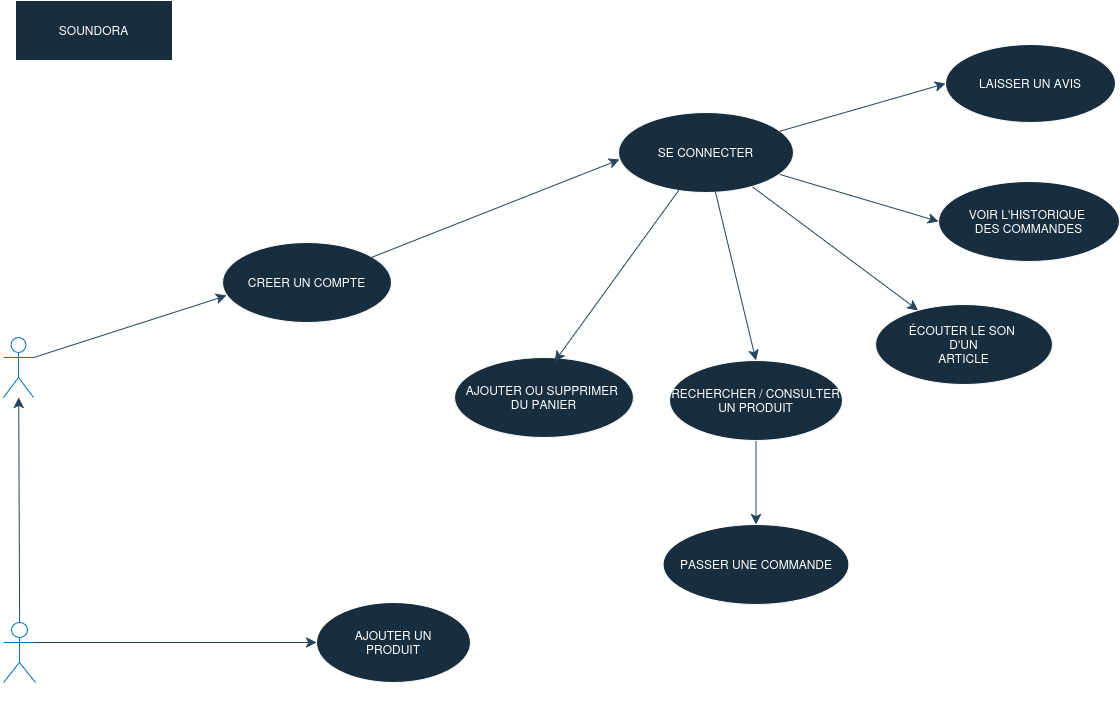 SOUNDORA
LAISSER UN AVIS
SE CONNECTER
VOIR L'HISTORIQUE
DES COMMANDES
CREER UN COMPTE
ÉCOUTER LE SON
D'UN
ARTICLE
AJOUTER OU SUPPRIMER
DU PANIER
RECHERCHER / CONSULTER
UN PRODUIT
PASSER UNE COMMANDE
AJOUTER UN
PRODUIT